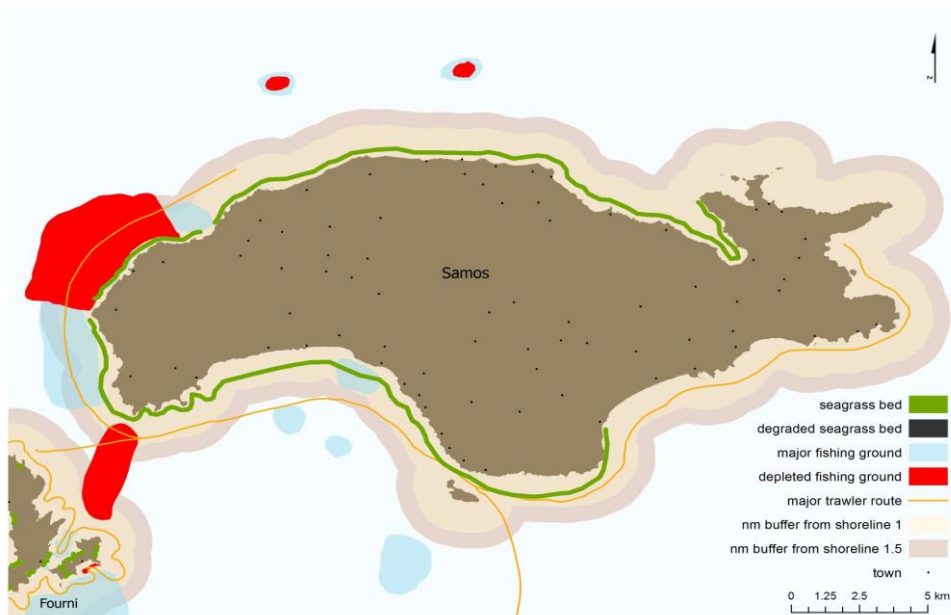 z
Samos
seagrass bed
degraded seagrass bed
major fishing ground
depleted fishing ground
major trawler route
nm buffer from shoreline 1
nm buffer from shoreline 1.5
town
0 1.25 2.5 5 km
Fourni